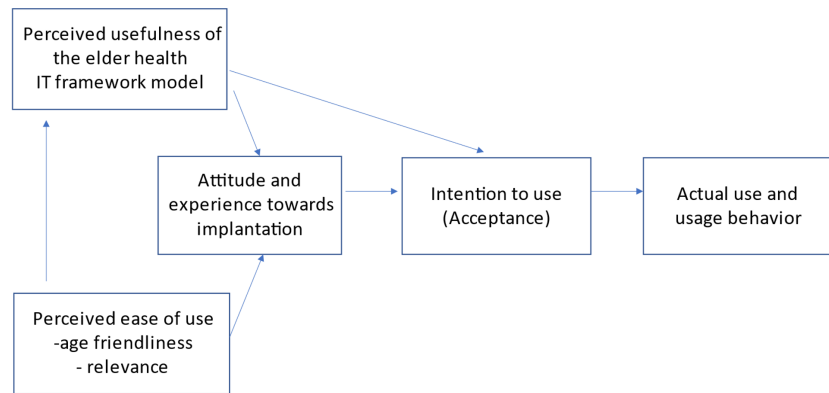 Perceived usefulness of
the elder health
IT framework model
Attitude and
experience towards
implantation
Intention to use
(Acceptance)
Actual use and
usage behavior
Perceived ease of use
-age friendliness
- relevance